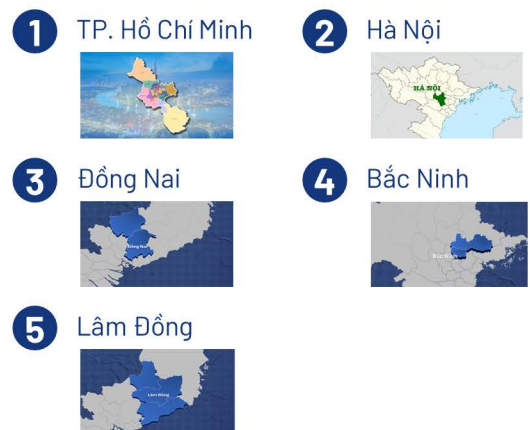 1 TP. Hồ Chí Minh
2 Hà Nội
HÀ NỘI
3 Đồng Nai
Đồng Nai
4 Bắc Ninh
Bắc Ninh
5 Lâm Đồng
Lâm Đồng